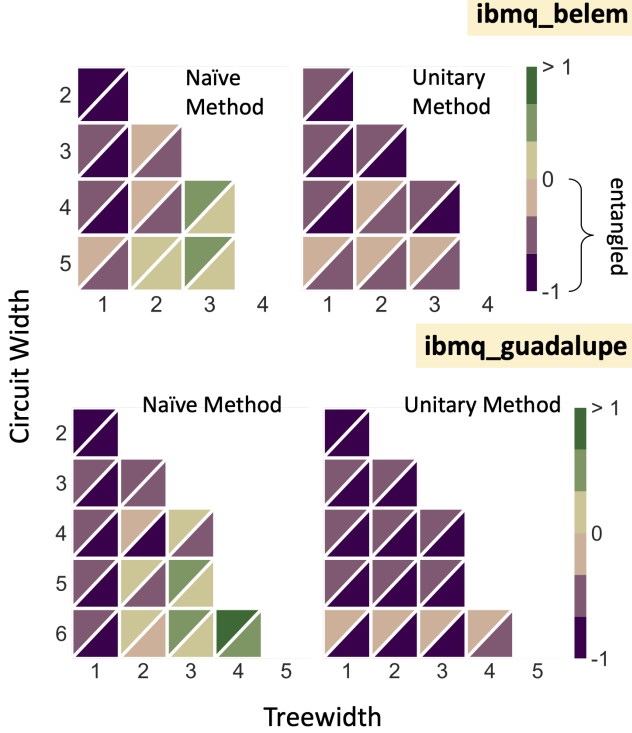 ibmq_belem
Naïve
Method
Unitary
Method
> 1
0
-1
entangled
2
3
4
5
1 2 3 4
1 2 3 4
Circuit Width
ibmq_guadalupe
Naïve Method
Unitary Method
> 1
0
-1
2
3
4
5
6
1 2 3 4 5
1 2 3 4 5
Treewidth